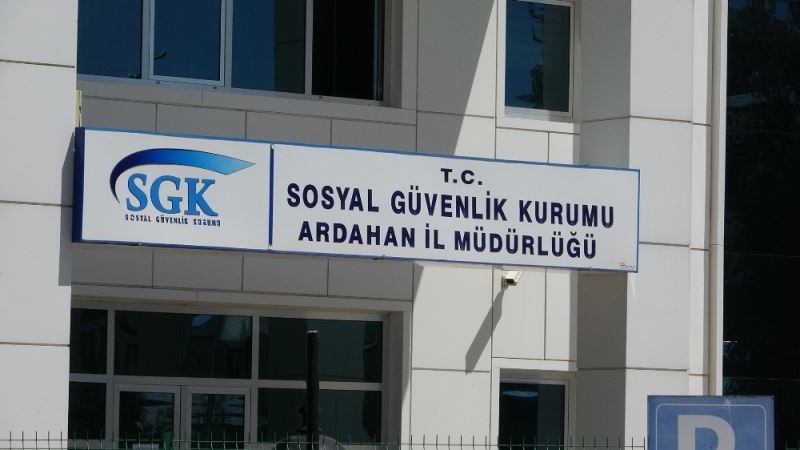 SGK
SOSYAL GÜVENLİK KURUMU
T.C.
SOSYAL GÜVENLİK KURUMU
ARDAHAN İL MÜDÜRLÜĞÜ
P